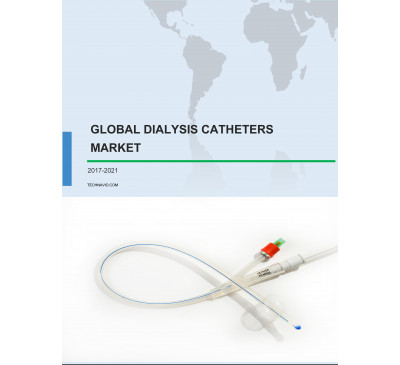 GLOBAL DIALYSIS CATHETERS
MARKET
2017-2021
TECHNAVIO.COM